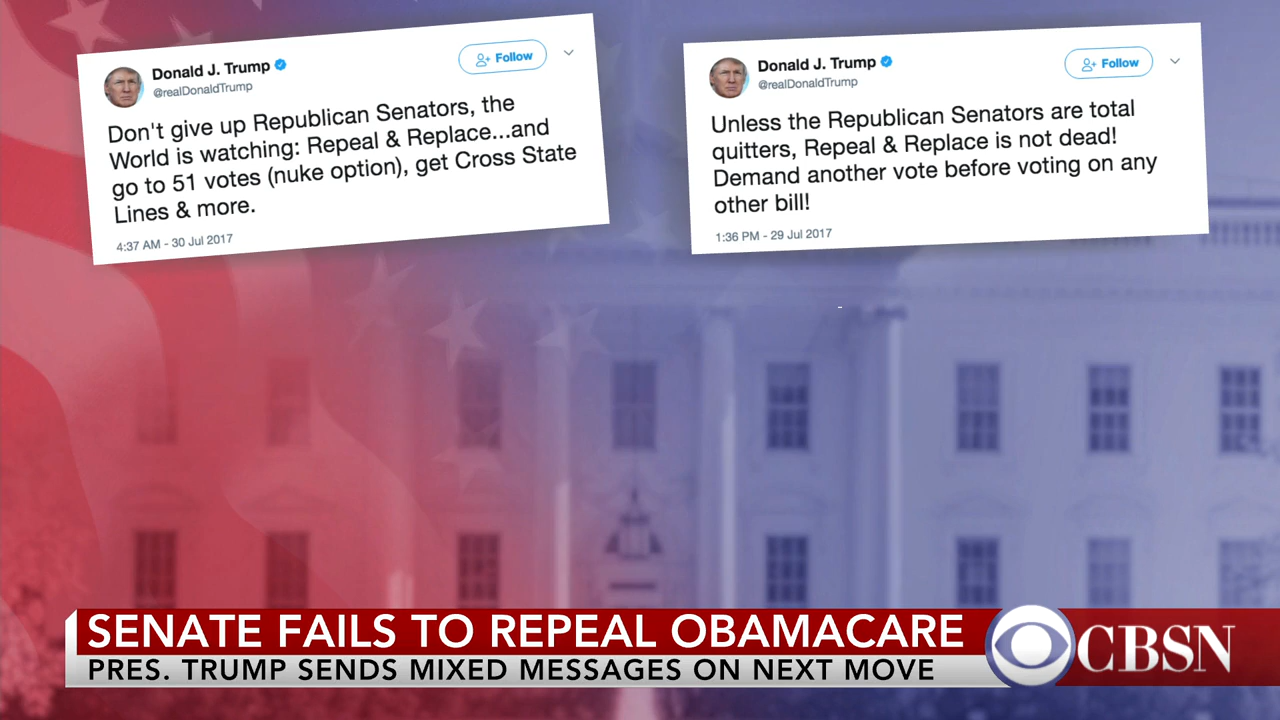 Donald J. Trump
@realDonaldTrump
Follow
Don't give up Republican Senators, the
World is watching: Repeal & Replace...and
go to 51 votes (nuke option), get Cross State
Lines & more.
4:37 AM - 30 Jul 2017
Donald J. Trump
@realDonaldTrump
Follow
Unless the Republican Senators are total
quitters, Repeal & Replace is not dead!
Demand another vote before voting on any
other bill!
1:36 PM - 29 Jul 2017
SENATE FAILS TO REPEAL OBAMACARE
PRES. TRUMP SENDS MIXED MESSAGES ON NEXT MOVE
CBSN